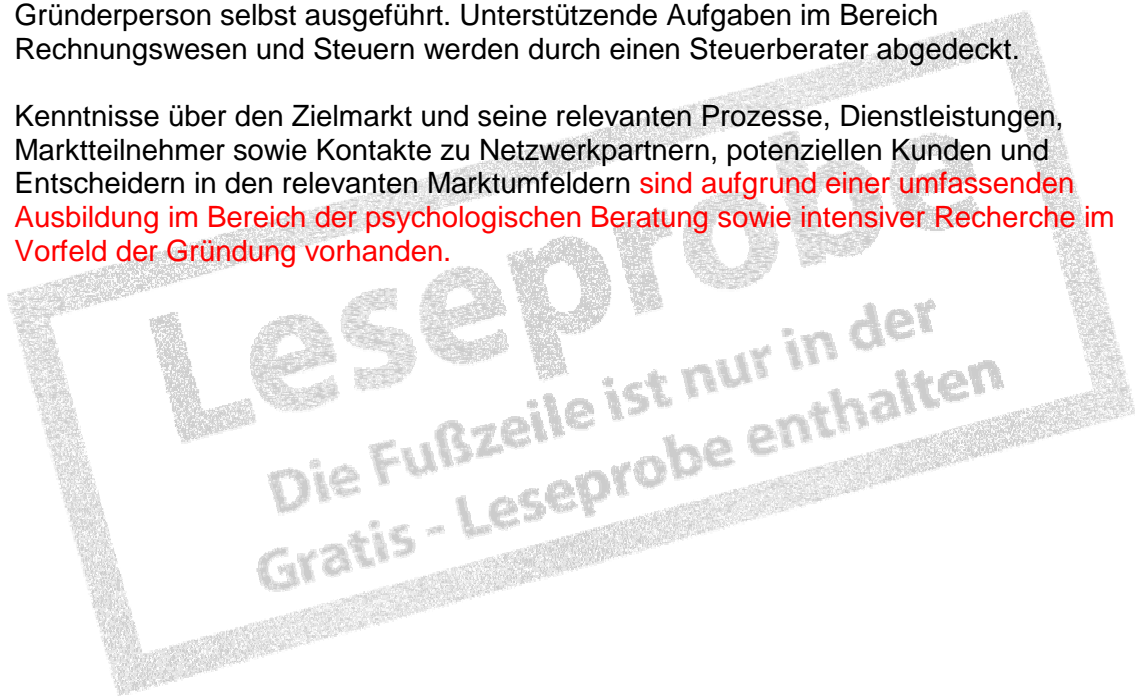 Gründerperson selbst ausgeführt. Unterstützende Aufgaben im Bereich
Rechnungswesen und Steuern werden durch einen Steuerberater abgedeckt.
Kenntnisse über den Zielmarkt und seine relevanten Prozesse, Dienstleistungen,
Marktteilnehmer sowie Kontakte zu Netzwerkpartnern, potenziellen Kunden und
Entscheidern in den relevanten Marktumfeldern sind aufgrund einer umfassenden
Ausbildung im Bereich der psychologischen Beratung sowie intensiver Recherche im
Vorfeld der Gründung vorhanden.
Leseprobe
Die Fußzeile ist nur in der
Gratis - Leseprobe enthalten